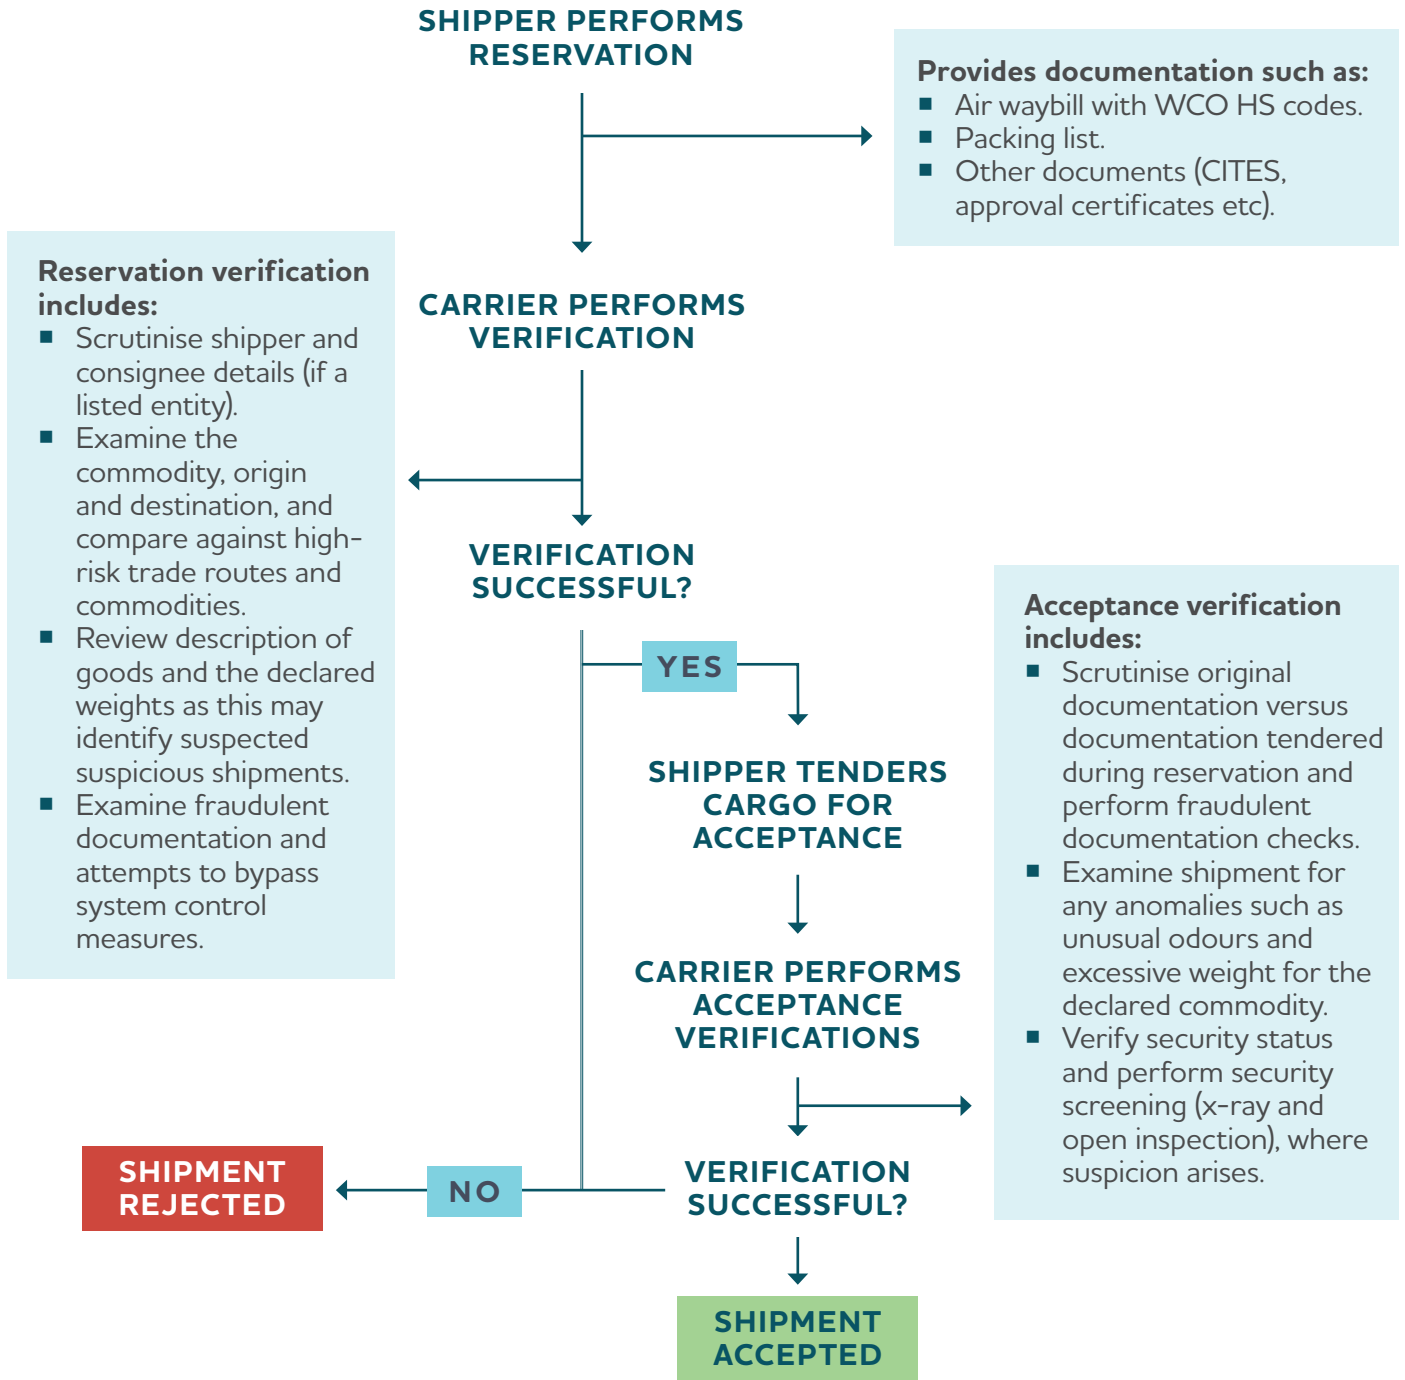 SHIPPER PERFORMS
RESERVATION
Provides documentation such as:
■ Air waybill with WCO HS codes.
■ Packing list.
■ Other documents (CITES,
approval certificates etc).
Reservation verification
includes:
■ Scrutinise shipper and
consignee details (if a
listed entity).
■ Examine the
commodity, origin
and destination, and
compare against high-
risk trade routes and
commodities.
■ Review description of
goods and the declared
weights as this may
identify suspected
suspicious shipments.
■ Examine fraudulent
documentation and
attempts to bypass
system control
measures.
CARRIER PERFORMS
VERIFICATION
VERIFICATION
SUCCESSFUL?
YES
SHIPPER TENDERS
CARGO FOR
ACCEPTANCE
CARRIER PERFORMS
ACCEPTANCE
VERIFICATIONS
Acceptance verification
includes:
■ Scrutinise original
documentation versus
documentation tendered
during reservation and
perform fraudulent
documentation checks.
■ Examine shipment for
any anomalies such as
unusual odours and
excessive weight for the
declared commodity.
■ Verify security status
and perform security
screening (x-ray and
open inspection), where
suspicion arises.
VERIFICATION
SUCCESSFUL?
NO
SHIPMENT
REJECTED
SHIPMENT
ACCEPTED